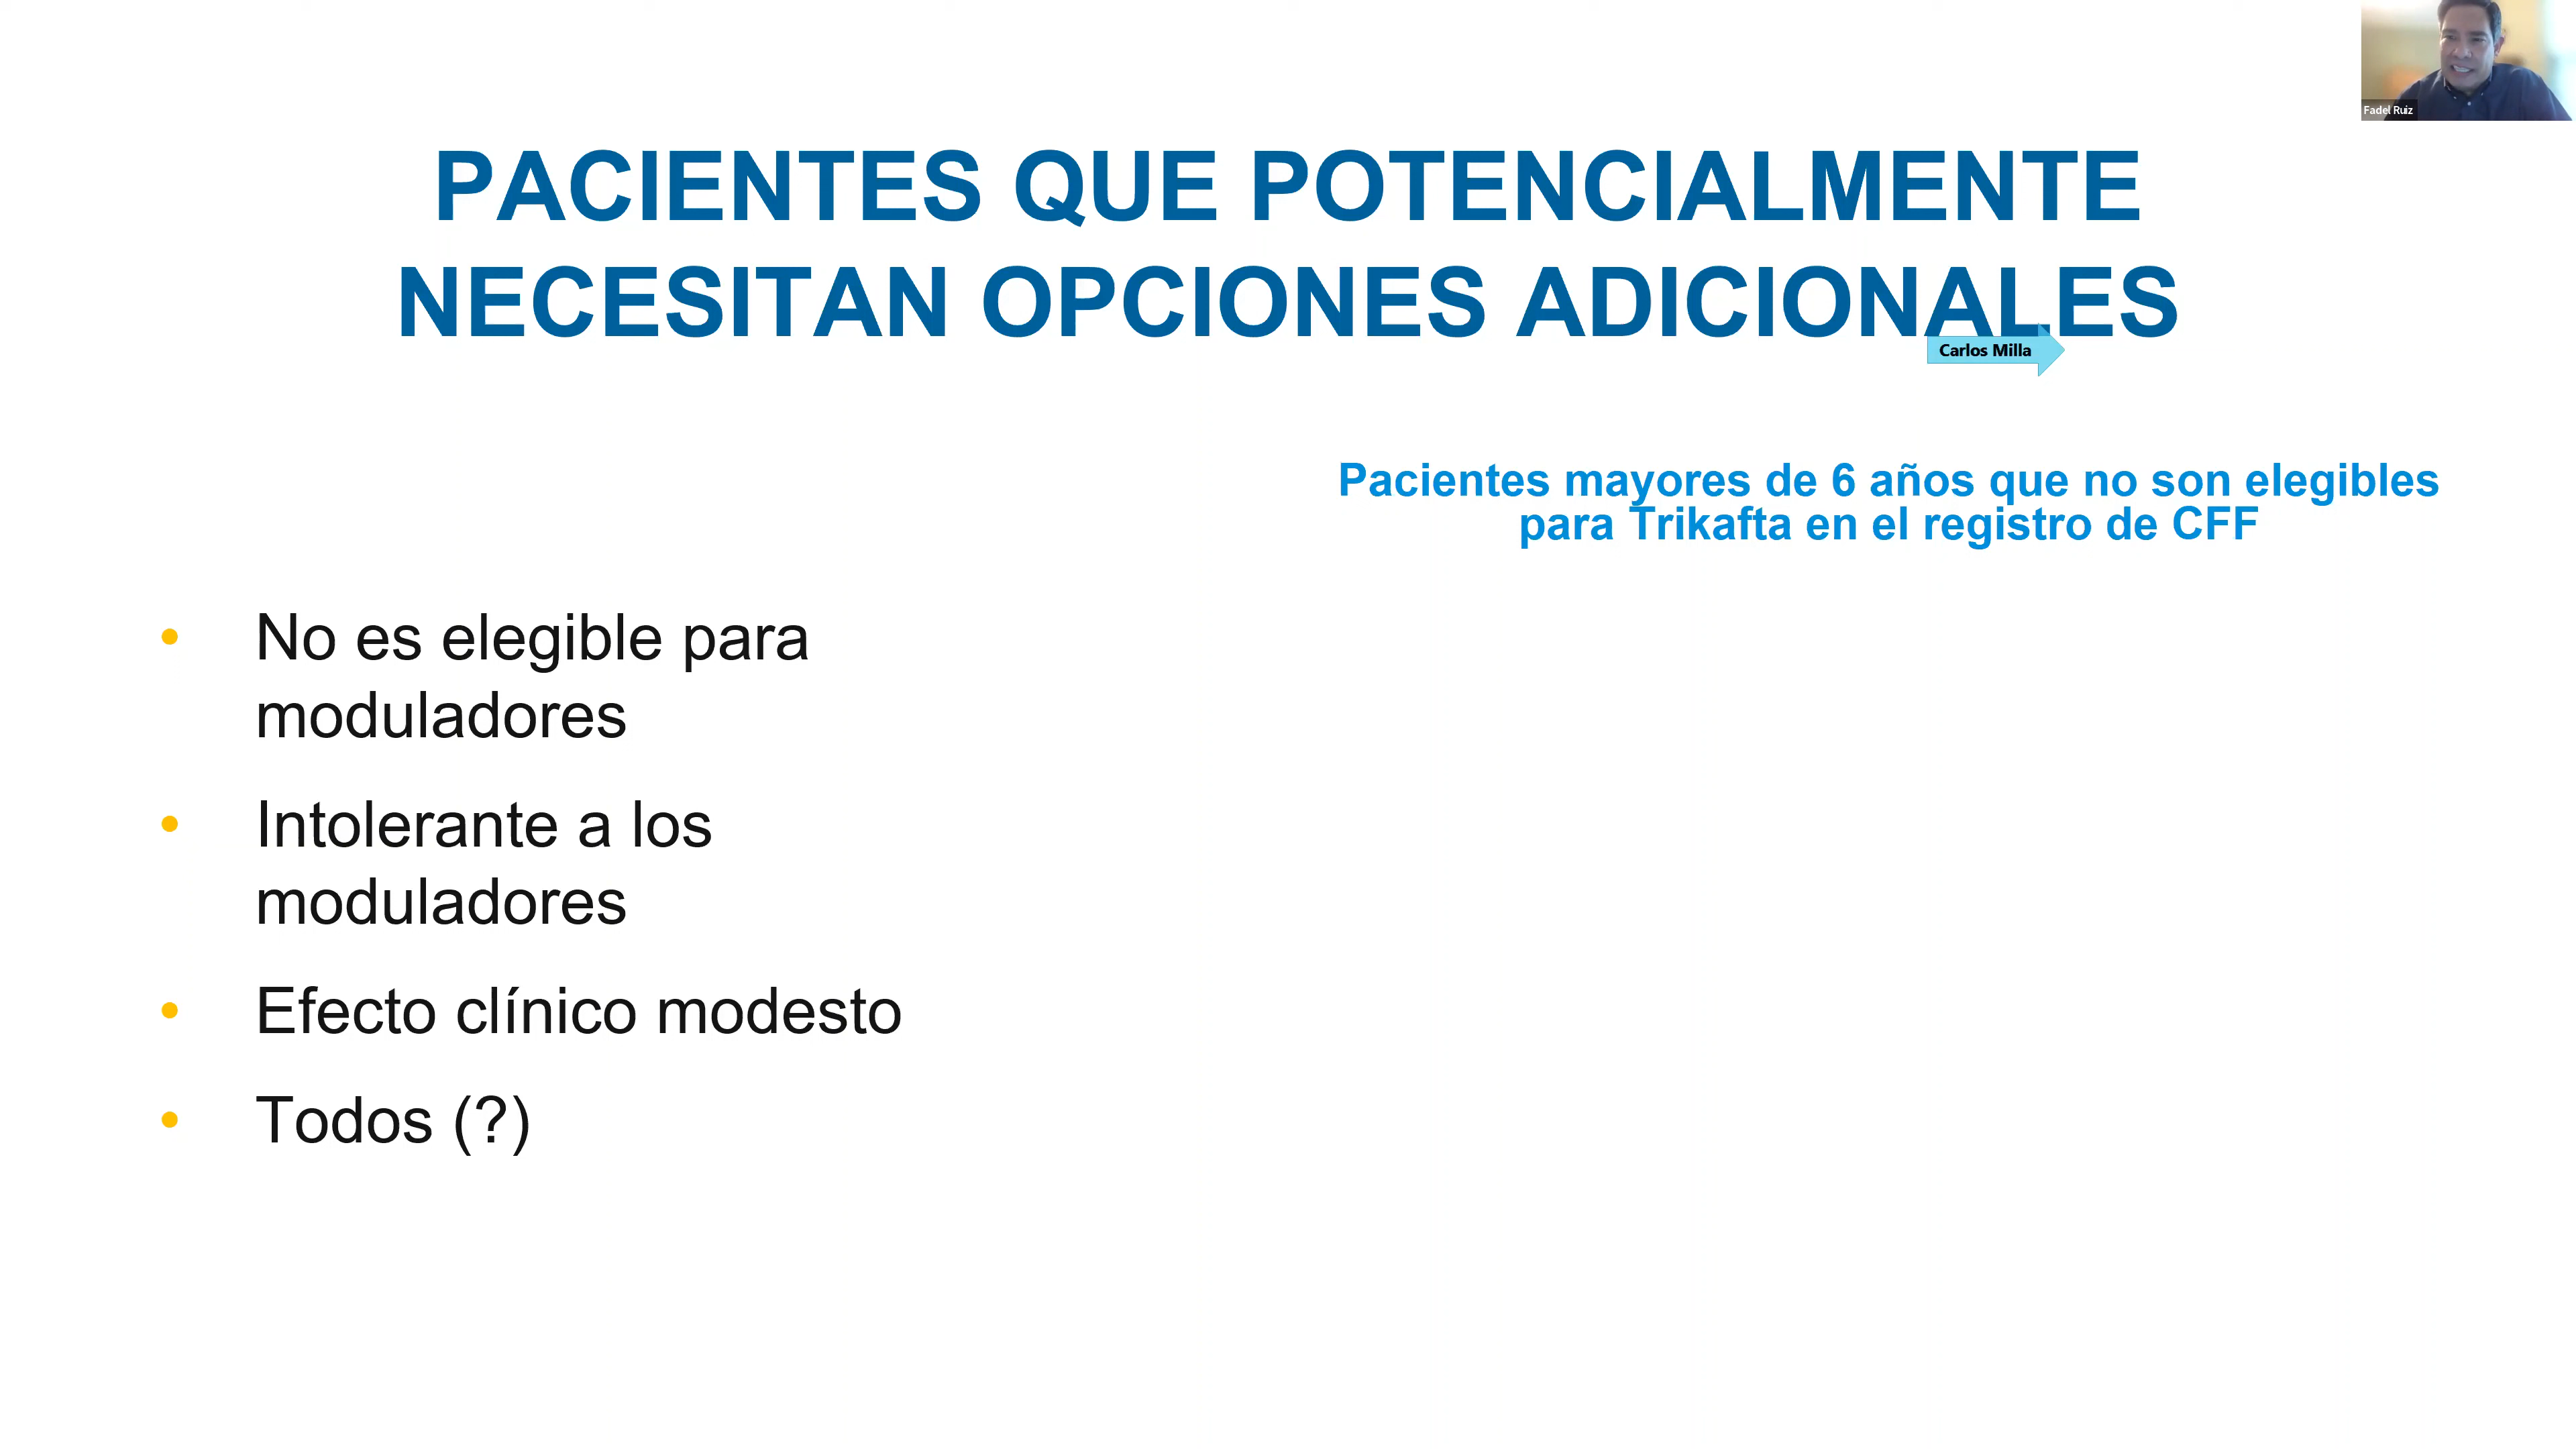 Fadel Ruiz
PACIENTES QUE POTENCIALMENTE
NECESITAN OPCIONES ADICIONALES
Carlos Milla
Pacientes mayores de 6 años que no son elegibles
para Trikafta en el registro de CFF
• No es elegible para
moduladores
• Intolerante a los
moduladores
• Efecto clínico modesto
• Todos (?)